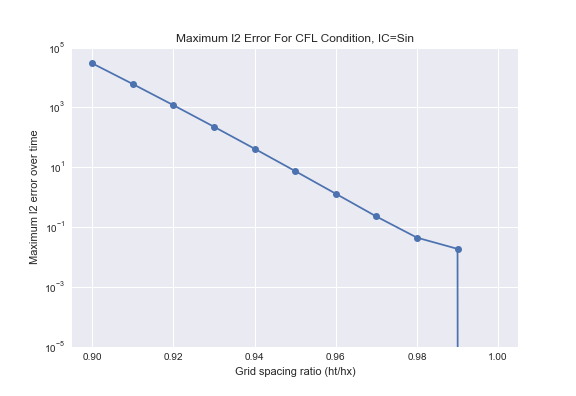 Maximum l2 Error For CFL Condition, IC=Sin
Maximum l2 error over time
10^5
10^3
10^1
10^-1
10^-3
10^-5
0.90 0.92 0.94 0.96 0.98 1.00
Grid spacing ratio (ht/hx)